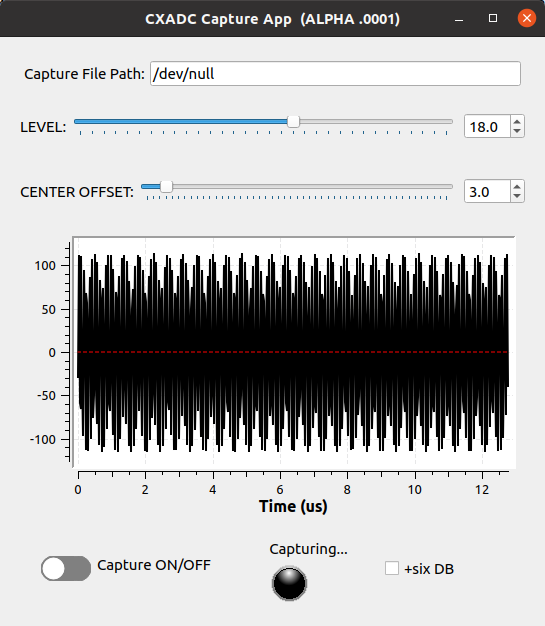 CXADC Capture App (ALPHA .0001)
Capture File Path: /dev/null
LEVEL: 18.0
CENTER OFFSET: 3.0
100
50
0
-50
-100
0 2 4 6 8 10 12
Time (us)
Capturing...
Capture ON/OFF
+six DB